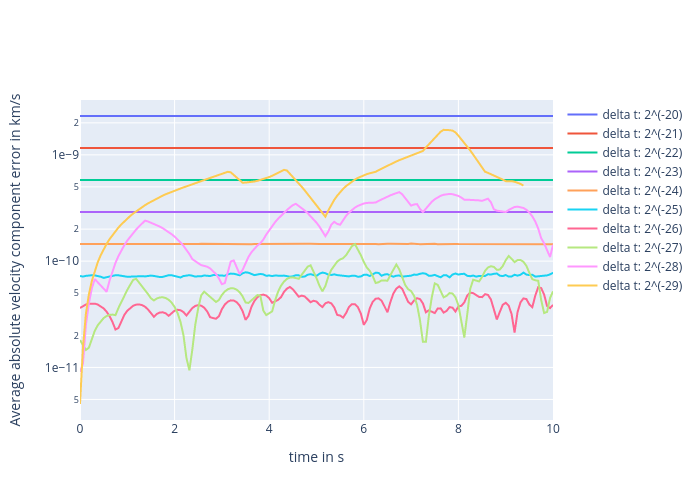 Average absolute velocity component error in km/s
2
1e−9
5
2
1e−10
5
2
1e−11
5
0
2
4
6
8
10
time in s
delta t: 2^(-20)
delta t: 2^(-21)
delta t: 2^(-22)
delta t: 2^(-23)
delta t: 2^(-24)
delta t: 2^(-25)
delta t: 2^(-26)
delta t: 2^(-27)
delta t: 2^(-28)
delta t: 2^(-29)